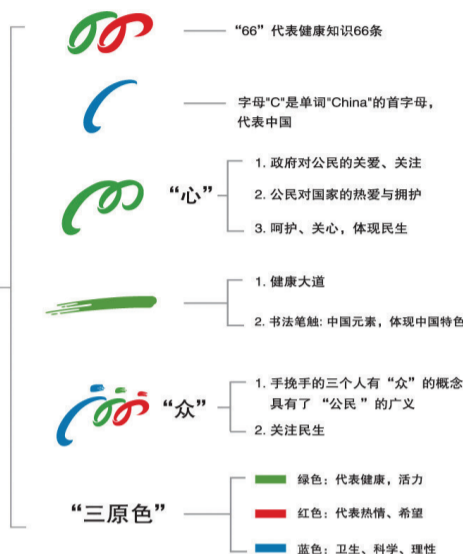 “66”代表健康知识66条
字母"C"是单词"China"的首字母，
代表中国
“心”
1. 政府对公民的关爱、关注
2. 公民对国家的热爱与拥护
3. 呵护、关心，体现民生
1. 健康大道
2. 书法笔触: 中国元素，体现中国特色
“众”
1. 手挽手的三个人有“众”的概念
具有了 “公民 ”的广义
2. 关注民生
“三原色”
绿色：代表健康，活力
红色：代表热情、希望
蓝色：卫生、科学、理性